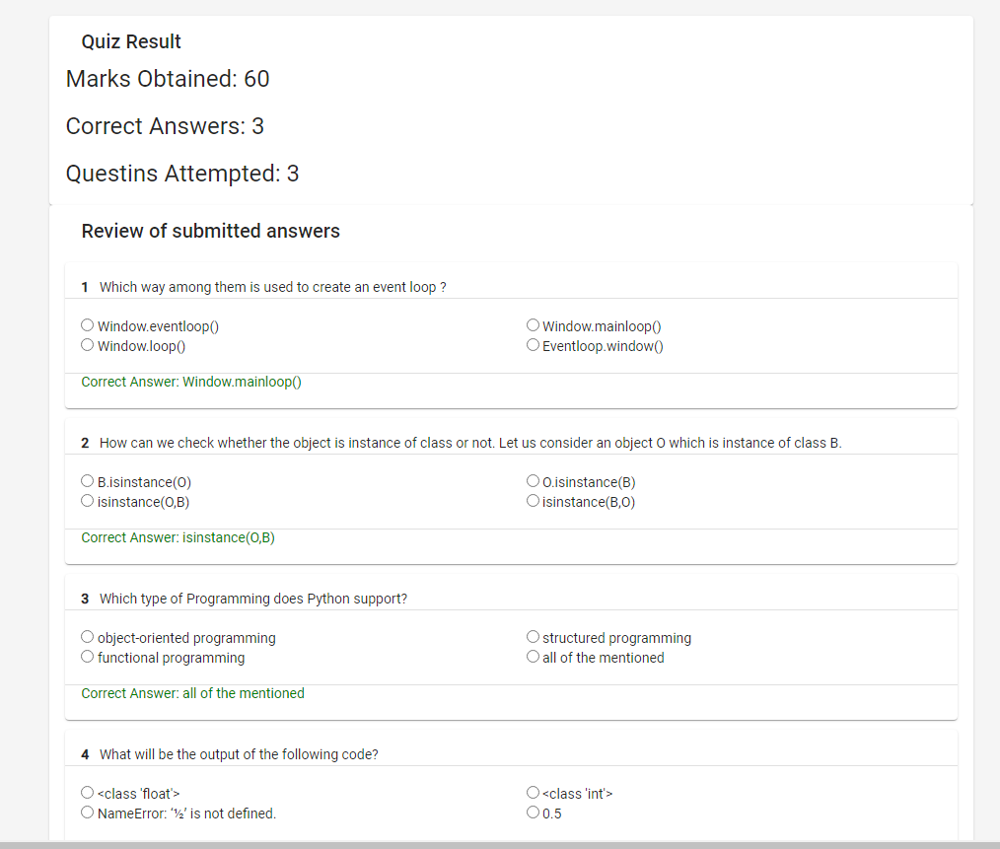 Quiz Result
Marks Obtained: 60
Correct Answers: 3
Questins Attempted: 3
Review of submitted answers
1 Which way among them is used to create an event loop ?
Window.eventloop() Window.mainloop()
Window.loop() Eventloop.window()
Correct Answer: Window.mainloop()
2 How can we check whether the object is instance of class or not. Let us consider an object O which is instance of class B.
B.isinstance(O) O.isinstance(B)
isinstance(O,B) isinstance(B,O)
Correct Answer: isinstance(O,B)
3 Which type of Programming does Python support?
object-oriented programming structured programming
functional programming all of the mentioned
Correct Answer: all of the mentioned
4 What will be the output of the following code?
<class 'float'> <class 'int'>
NameError: ‘½’ is not defined. 0.5